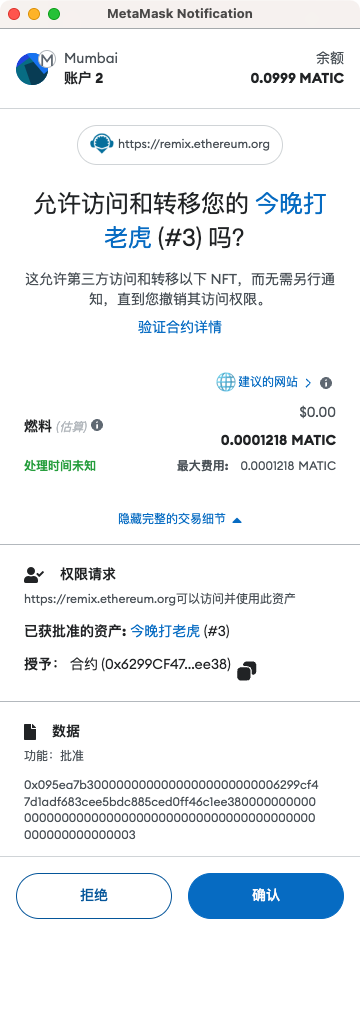 MetaMask Notification
Mumbai
账户 2
余额
0.0999 MATIC
https://remix.ethereum.org
允许访问和转移您的 今晚打
老虎 (#3) 吗?
这允许第三方访问和转移以下 NFT，而无需另行通
知，直到您撤销其访问权限。
验证合约详情
建议的网站
$0.00
燃料 (估算)
0.0001218 MATIC
处理时间未知
最大费用: 0.0001218 MATIC
隐藏完整的交易细节
权限请求
https://remix.ethereum.org可以访问并使用此资产
已获批准的资产: 今晚打老虎 (#3)
授予： 合约 (0x6299CF47...ee38)
数据
功能：批准
0x095ea7b30000000000000000000000006299cf4
7d1adf683cee5bdc885ced0ff46c1ee380000000000
0000000000000000000000000000000000000000
000000000000003
拒绝
确认